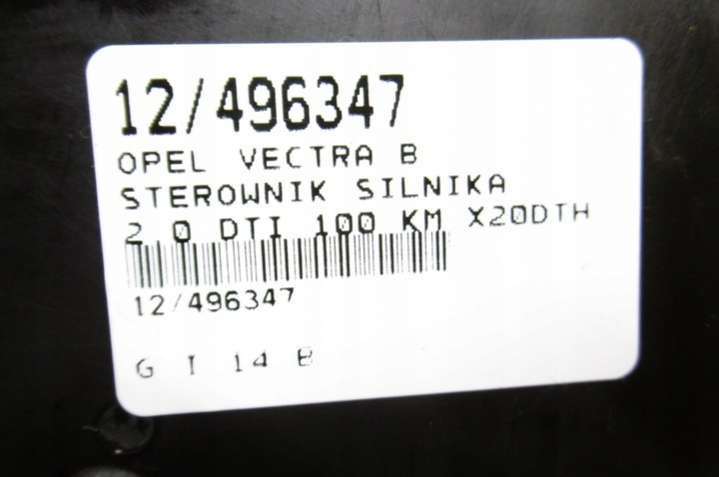 12/496347
OPEL VECTRA B
STEROWNIK SILNIKA
2.0 DTI 100 KM X20DTH
12/496347
G I 14 B